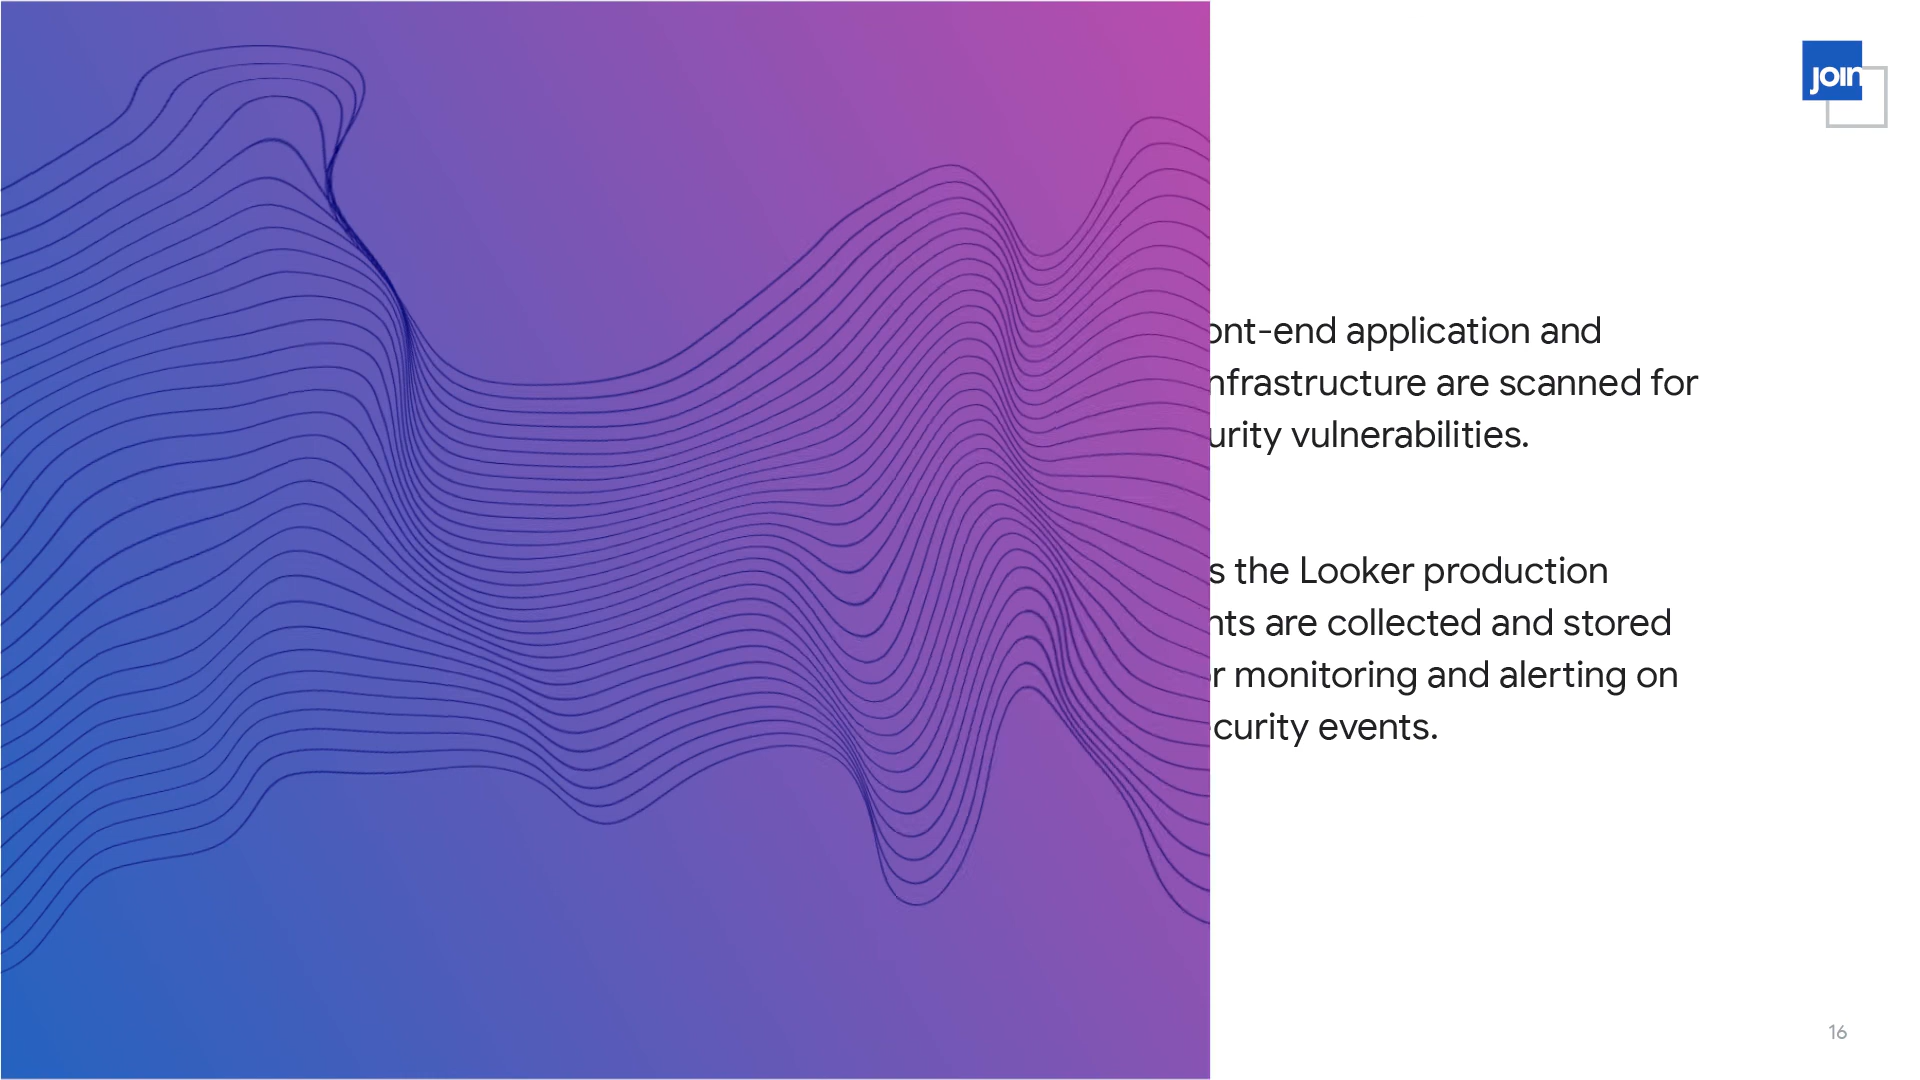 join
ont-end application and
nfrastructure are scanned for
urity vulnerabilities.
s the Looker production
nts are collected and stored
r monitoring and alerting on
curity events.
16